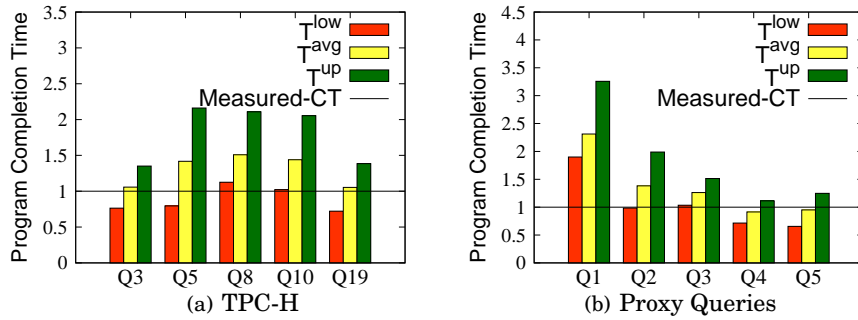 Program Completion Time
3.5
3
2.5
2
1.5
1
0.5
0
T^low
T^avg
T^up
Measured-CT
Q3 Q5 Q8 Q10 Q19
(a) TPC-H
Program Completion Time
4.5
4
3.5
3
2.5
2
1.5
1
0.5
0
T^low
T^avg
T^up
Measured-CT
Q1 Q2 Q3 Q4 Q5
(b) Proxy Queries